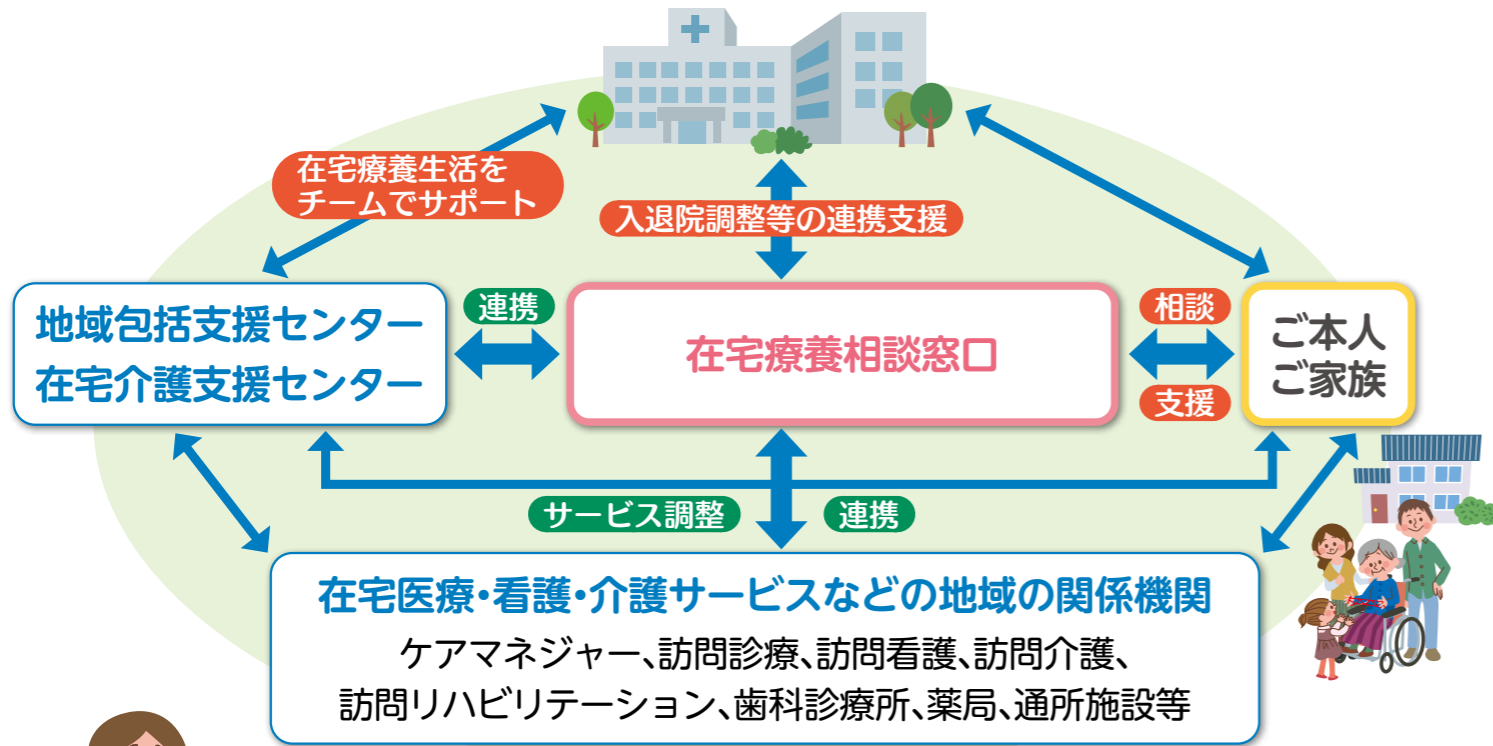 在宅療養生活を
チームでサポート
入退院調整等の連携支援
地域包括支援センター
在宅介護支援センター
連携
在宅療養相談窓口
相談
支援
ご本人
ご家族
サービス調整
連携
在宅医療・看護・介護サービスなどの地域の関係機関
ケアマネジャー、訪問診療、訪問看護、訪問介護、
訪問リハビリテーション、歯科診療所、薬局、通所施設等